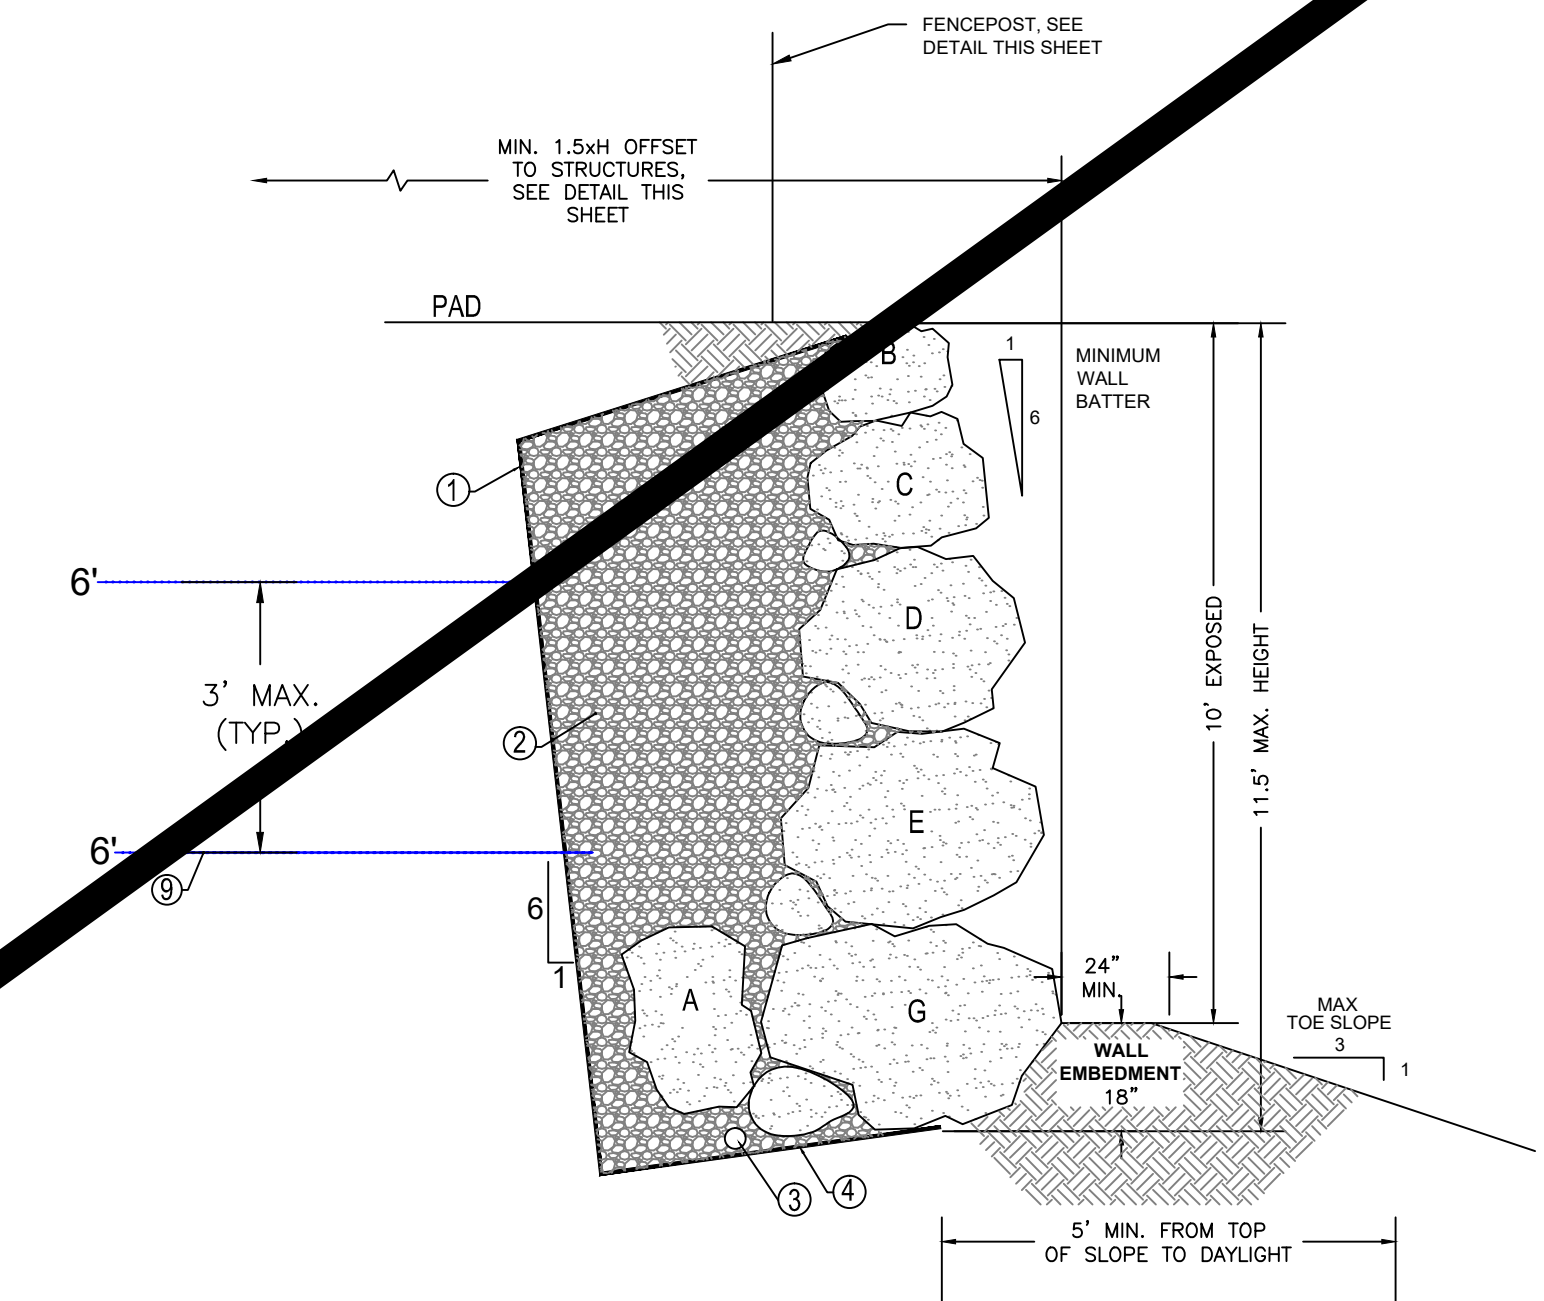 FENCEPOST, SEE
DETAIL THIS SHEET
MIN. 1.5xH OFFSET
TO STRUCTURES,
SEE DETAIL THIS
SHEET
PAD
B
1
6
MINIMUM
WALL
BATTER
C
1
6'
D
3' MAX.
(TYP.)
10' EXPOSED
11.5' MAX. HEIGHT
2
E
6'
9
6
1
A
G
24"
MIN.
MAX
TOE SLOPE
3
1
WALL
EMBEDMENT
18"
3
4
5' MIN. FROM TOP
OF SLOPE TO DAYLIGHT